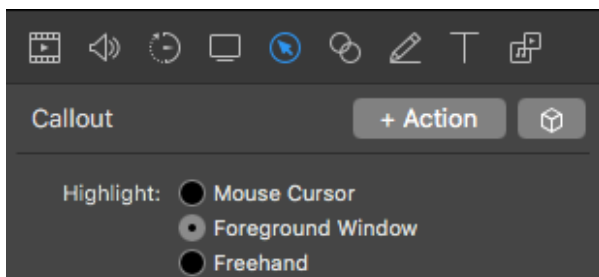 Callout + Action
Highlight: Mouse Cursor
Foreground Window
Freehand